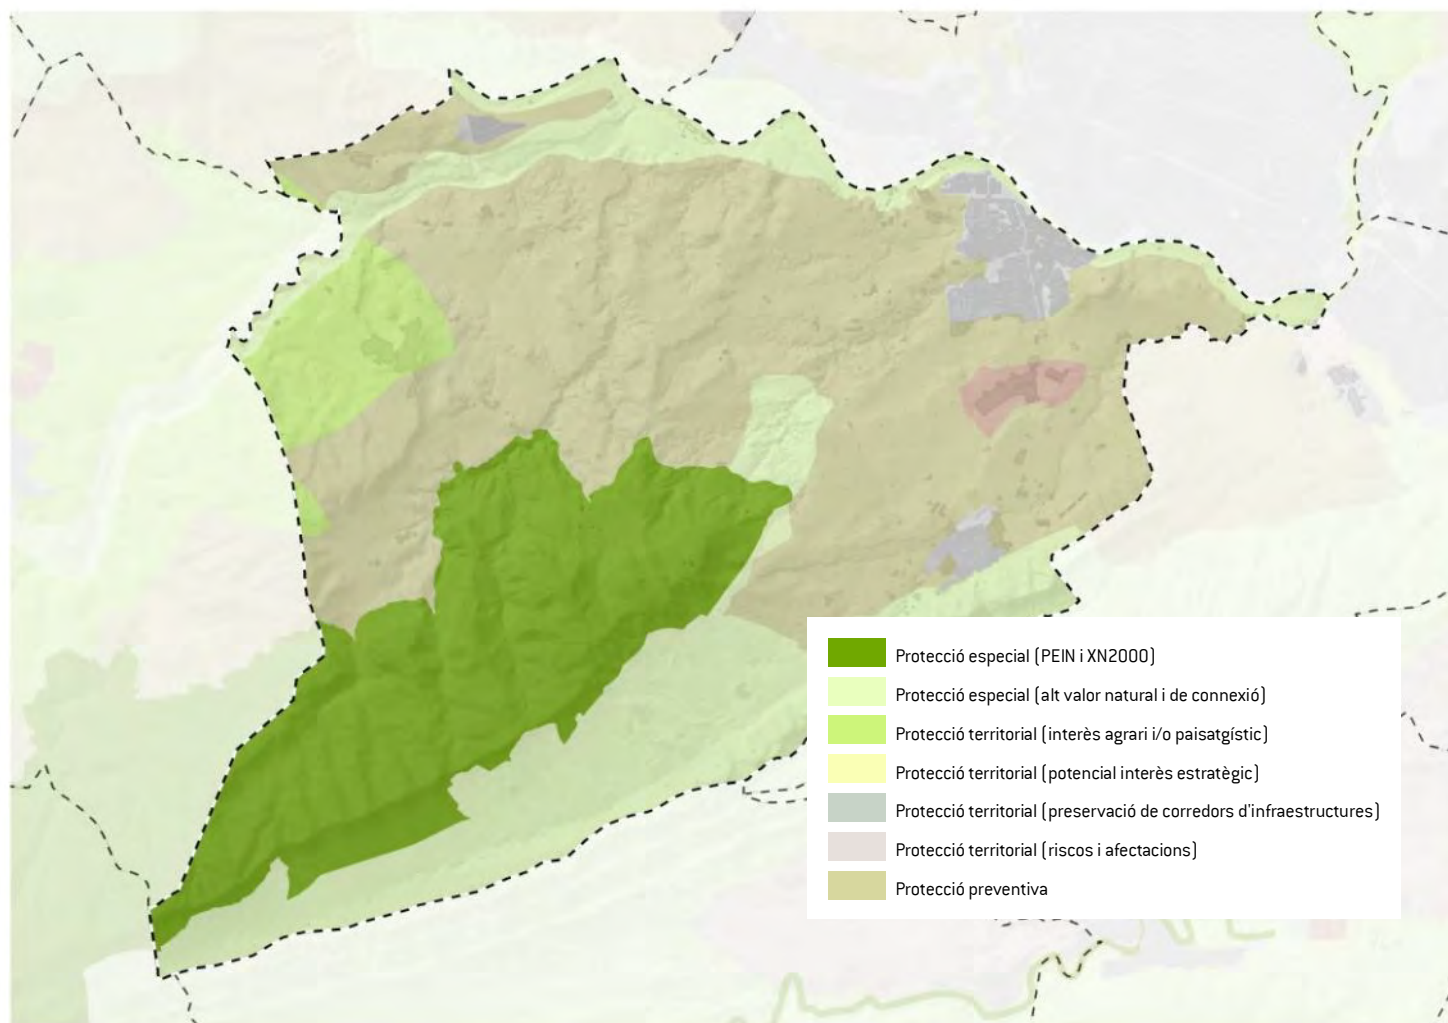 Protecció especial (PEIN i XN2000)
Protecció especial (alt valor natural i de connexió)
Protecció territorial (interès agrari i/o paisatgístic)
Protecció territorial (potencial interès estratègic)
Protecció territorial (preservació de corredors d'infraestructures)
Protecció territorial (riscos i afectacions)
Protecció preventiva